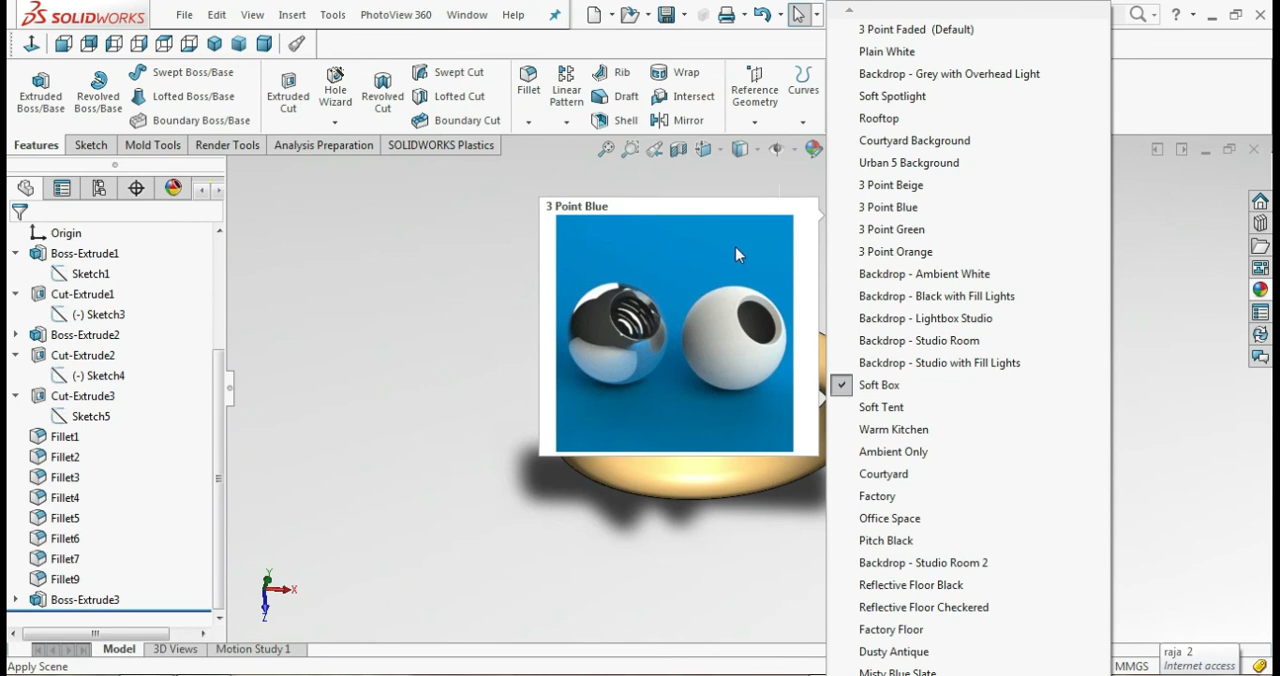 SOLIDWORKS File Edit View Insert Tools PhotoView 360 Window Help ?
Extruded Boss/Base
Revolved Boss/Base
Swept Boss/Base
Lofted Boss/Base
Boundary Boss/Base
Extruded Cut
Hole Wizard
Revolved Cut
Swept Cut
Lofted Cut
Boundary Cut
Fillet
Linear Pattern
Rib
Draft
Shell
Wrap
Intersect
Mirror
Reference Geometry
Curves
Features Sketch Mold Tools Render Tools Analysis Preparation SOLIDWORKS Plastics
Origin
Boss-Extrude1
Sketch1
Cut-Extrude1
(-) Sketch3
Boss-Extrude2
Cut-Extrude2
(-) Sketch4
Cut-Extrude3
Sketch5
Fillet1
Fillet2
Fillet3
Fillet4
Fillet5
Fillet6
Fillet7
Fillet9
Boss-Extrude3
3 Point Blue
Y
X
Z
3 Point Faded (Default)
Plain White
Backdrop - Grey with Overhead Light
Soft Spotlight
Rooftop
Courtyard Background
Urban 5 Background
3 Point Beige
3 Point Blue
3 Point Green
3 Point Orange
Backdrop - Ambient White
Backdrop - Black with Fill Lights
Backdrop - Lightbox Studio
Backdrop - Studio Room
Backdrop - Studio with Fill Lights
Soft Box
Soft Tent
Warm Kitchen
Ambient Only
Courtyard
Factory
Office Space
Pitch Black
Backdrop - Studio Room 2
Reflective Floor Black
Reflective Floor Checkered
Factory Floor
Dusty Antique
Misty Blue Slate
Model 3D Views Motion Study 1
Apply Scene
MMGS
raja 2
Internet access